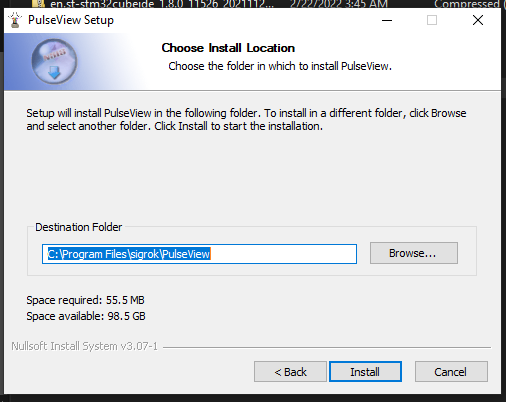 en.st-stm32cubeide_1.8.0_11526_2021112... 2/22/2022 3:45 AM Compressed (
PulseView Setup
Choose Install Location
Choose the folder in which to install PulseView.
Setup will install PulseView in the following folder. To install in a different folder, click Browse
and select another folder. Click Install to start the installation.
Destination Folder
C:\Program Files\sigrok\PulseView
Browse...
Space required: 55.5 MB
Space available: 98.5 GB
Nullsoft Install System v3.07-1
< Back Install Cancel